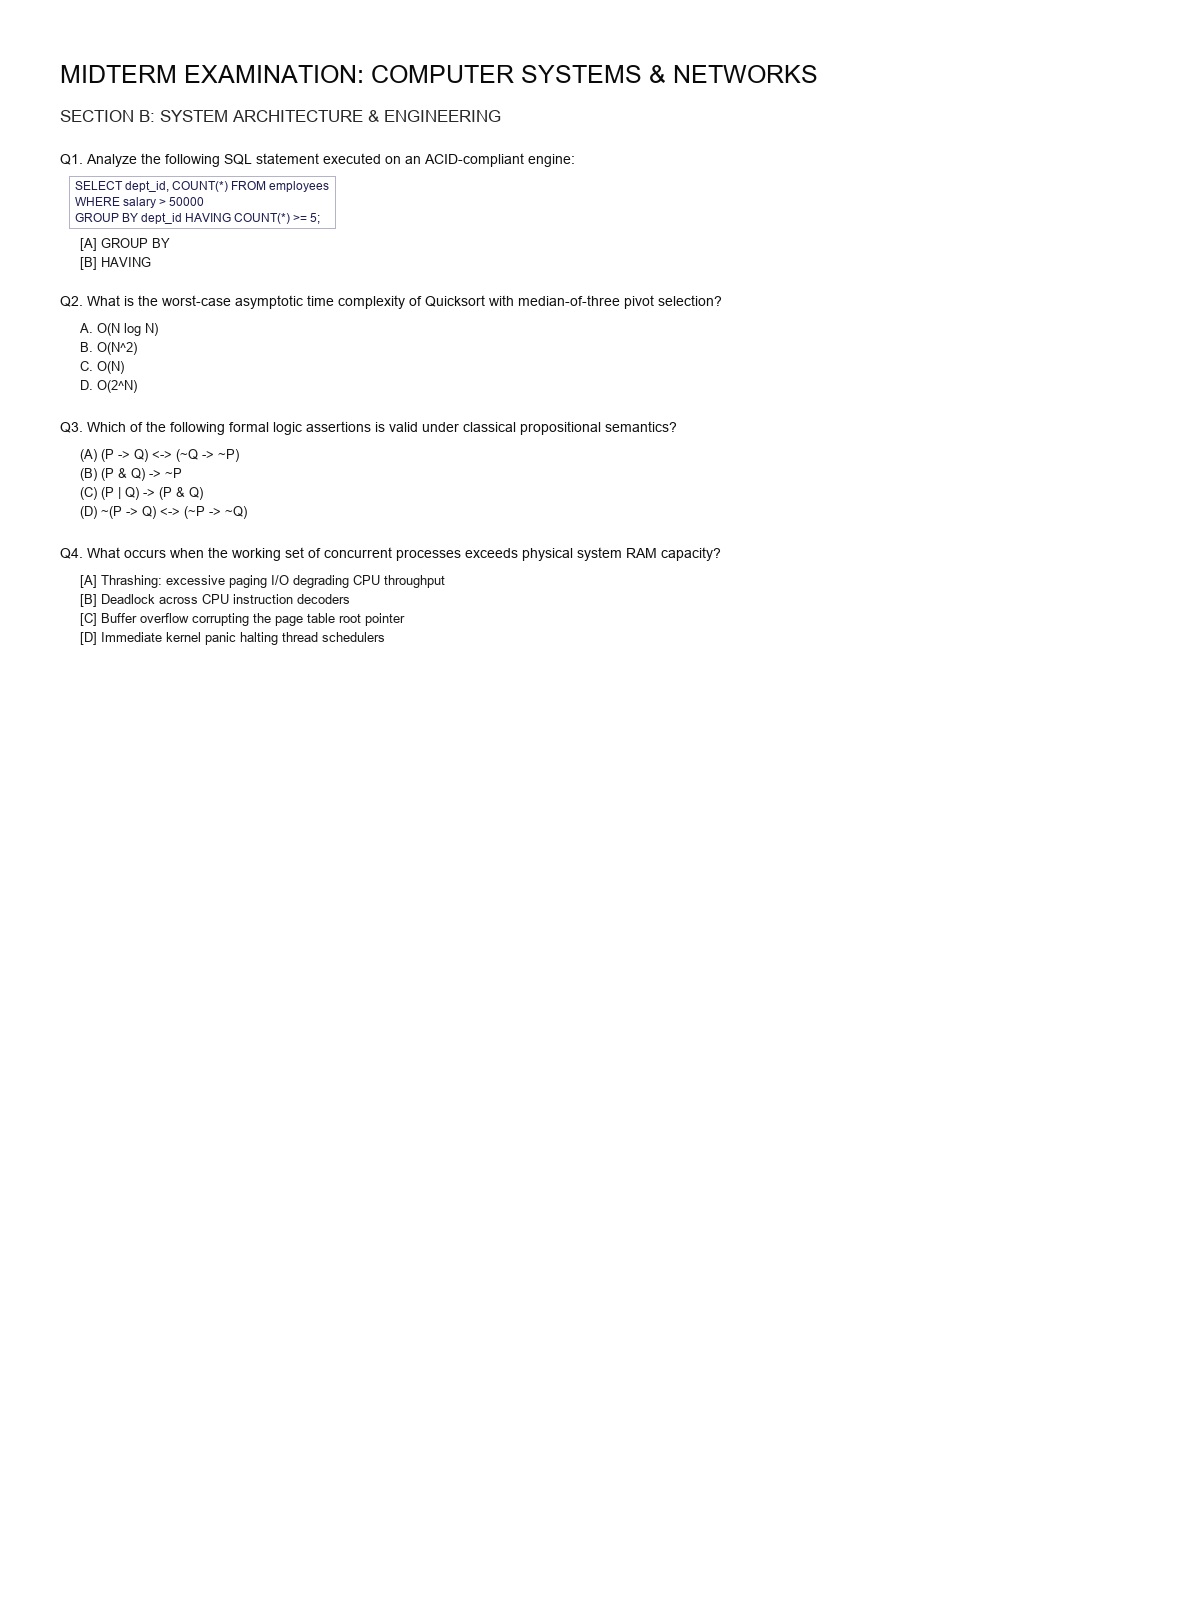 MIDTERM EXAMINATION: COMPUTER SYSTEMS & NETWORKS
SECTION B: SYSTEM ARCHITECTURE & ENGINEERING
Q1. Analyze the following SQL statement executed on an ACID-compliant engine:
SELECT dept_id, COUNT(*) FROM employees
WHERE salary > 50000
GROUP BY dept_id HAVING COUNT(*) >= 5;
[A] GROUP BY
[B] HAVING
Q2. What is the worst-case asymptotic time complexity of Quicksort with median-of-three pivot selection?
A. O(N log N)
B. O(N^2)
C. O(N)
D. O(2^N)
Q3. Which of the following formal logic assertions is valid under classical propositional semantics?
(A) (P -> Q) <-> (~Q -> ~P)
(B) (P & Q) -> ~P
(C) (P | Q) -> (P & Q)
(D) ~(P -> Q) <-> (~P -> ~Q)
Q4. What occurs when the working set of concurrent processes exceeds physical system RAM capacity?
[A] Thrashing: excessive paging I/O degrading CPU throughput
[B] Deadlock across CPU instruction decoders
[C] Buffer overflow corrupting the page table root pointer
[D] Immediate kernel panic halting thread schedulers